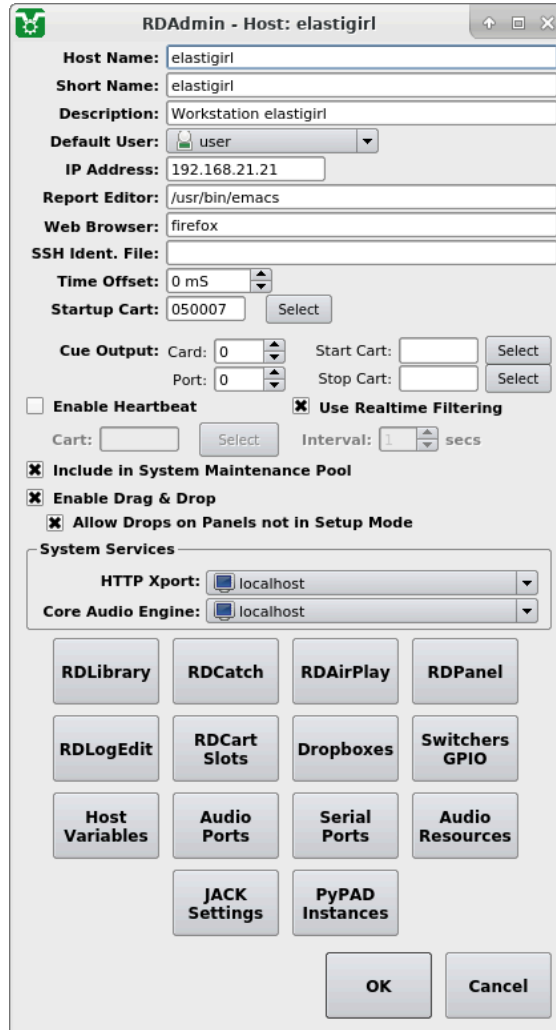 RDAdmin - Host: elastigirl
Host Name: elastigirl
Short Name: elastigirl
Description: Workstation elastigirl
Default User: user
IP Address: 192.168.21.21
Report Editor: /usr/bin/emacs
Web Browser: firefox
SSH Ident. File:
Time Offset: 0 mS
Startup Cart: 050007 Select
Cue Output: Card: 0 Start Cart: Select
Port: 0 Stop Cart: Select
Enable Heartbeat Use Realtime Filtering
Cart: Select Interval: 1 secs
Include in System Maintenance Pool
Enable Drag & Drop
Allow Drops on Panels not in Setup Mode
System Services
HTTP Xport: localhost
Core Audio Engine: localhost
RDLibrary RDCatch RDAirPlay RDPanel
RDLogEdit RDCart Slots Dropboxes Switchers GPIO
Host Variables Audio Ports Serial Ports Audio Resources
JACK Settings PyPAD Instances
OK Cancel